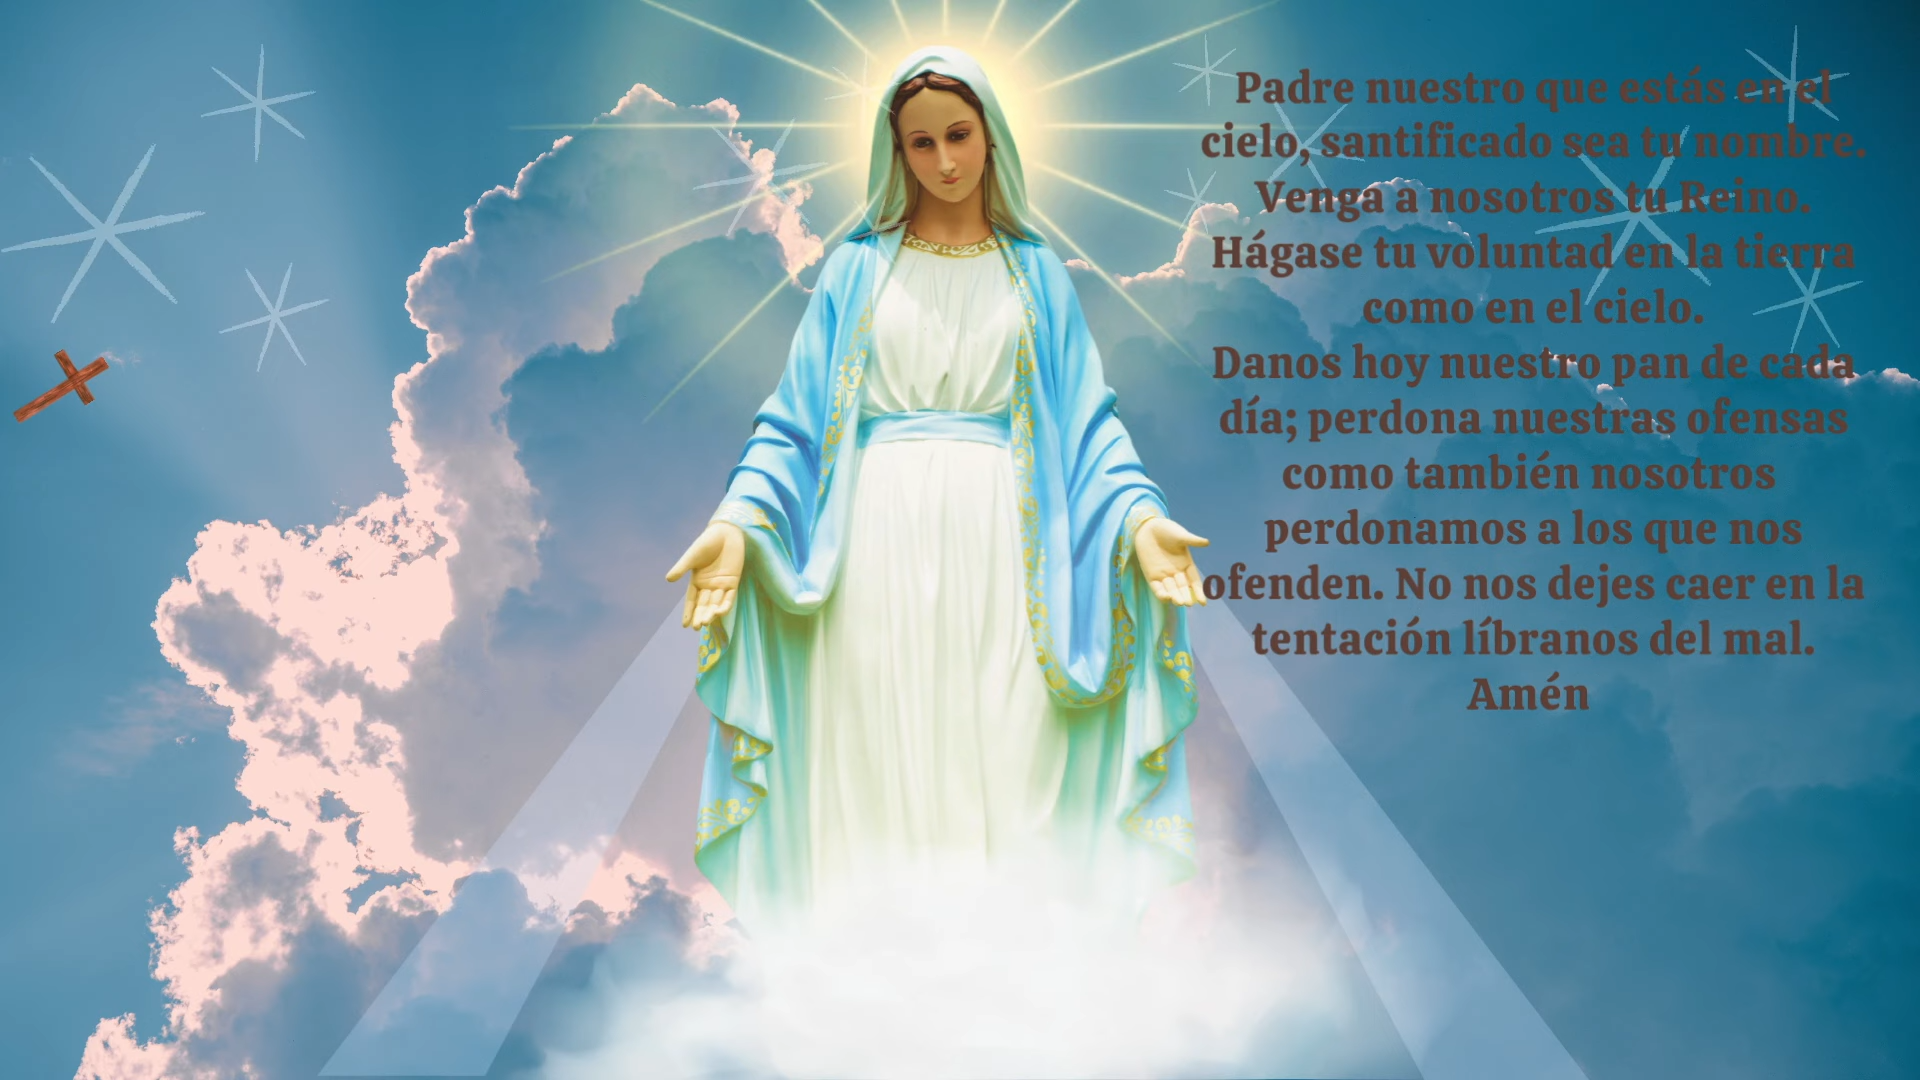 Padre nuestro que estás en el
cielo, santificado sea tu nombre.
Venga a nosotros tu Reino.
Hágase tu voluntad en la tierra
como en el cielo.
Danos hoy nuestro pan de cada
día; perdona nuestras ofensas
como también nosotros
perdonamos a los que nos
ofenden. No nos dejes caer en la
tentación líbranos del mal.
Amén